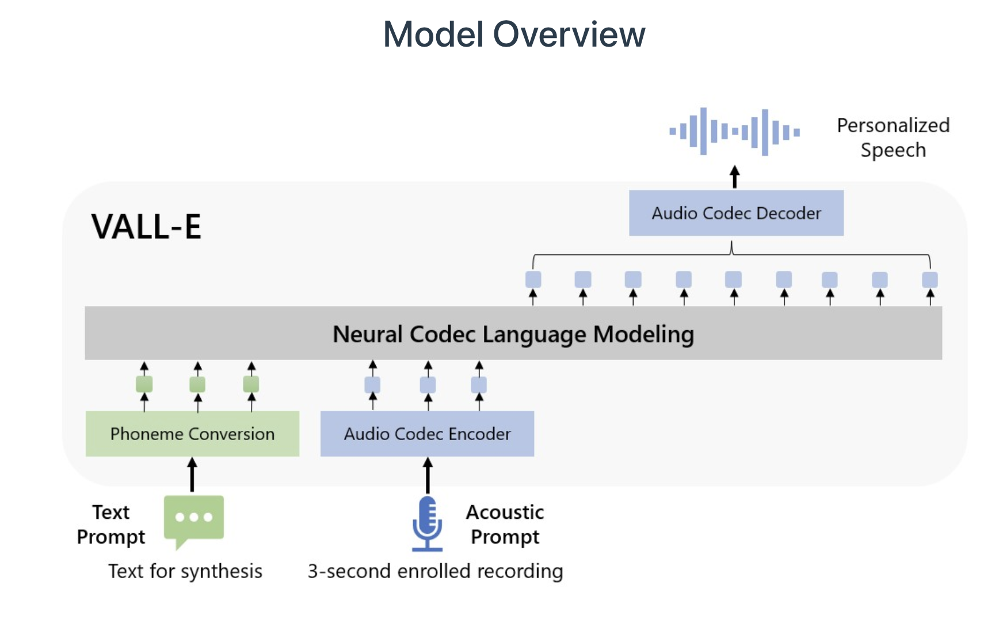 Model Overview
Personalized
Speech
Audio Codec Decoder
VALL-E
Neural Codec Language Modeling
Phoneme Conversion
Audio Codec Encoder
Text
Prompt
Acoustic
Prompt
Text for synthesis
3-second enrolled recording